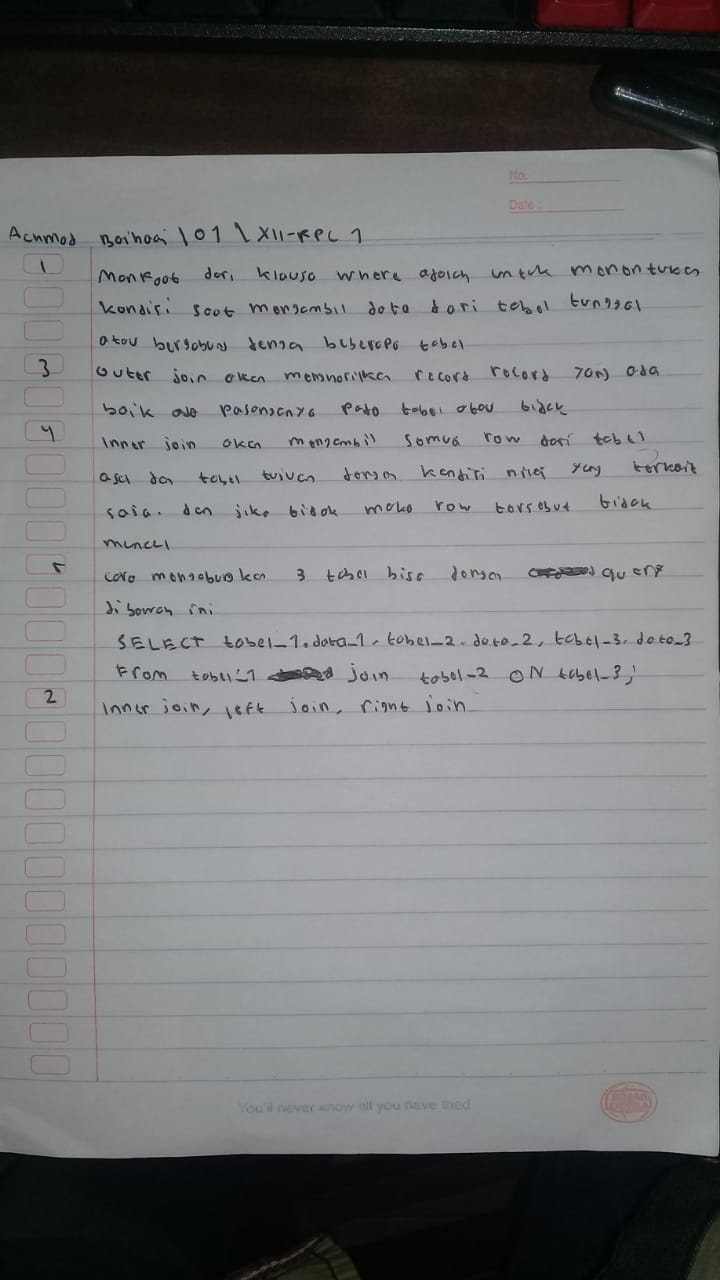 No.
Date :
Achmad Baihaqi \ 01 \ XII-RPL 1
1 Manfaat dari klausa where adalah untuk menentukan
kondisi saat mengambil data dari tabel tunggal
atau bergabung dengan beberapa tabel
3 Outer join akan menampilkan record record yang ada
baik ada pasangannya pada tabel atau tidak
4 Inner join akan mengambil semua row dari tabel
asal dan tabel tujuan dengan kondisi nilai yang terkait
saja. dan jika tidak maka row tersebut tidak
muncul
5 cara menggabungkan 3 tabel bisa dengan query
dibawah ini
SELECT tabel_1.data_1, tabel_2.data_2, tabel_3.data_3
From tabel_1 join tabel_2 ON tabel_3;
2 Inner join, left join, right join
You'll never know till you have tried